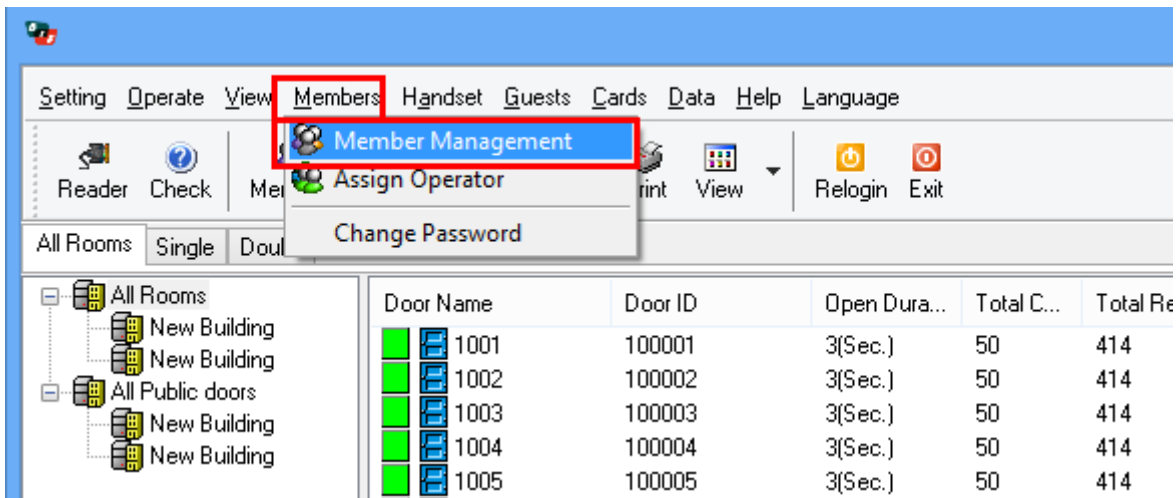 Setting Operate View Members Handset Guests Cards Data Help Language
Member Management
Assign Operator
Change Password
Reader Check View Relogin Exit
All Rooms Single
All Rooms
New Building
New Building
All Public doors
New Building
New Building
Door Name Door ID Open Dura... Total C... Total Re
1001 100001 3(Sec.) 50 414
1002 100002 3(Sec.) 50 414
1003 100003 3(Sec.) 50 414
1004 100004 3(Sec.) 50 414
1005 100005 3(Sec.) 50 414